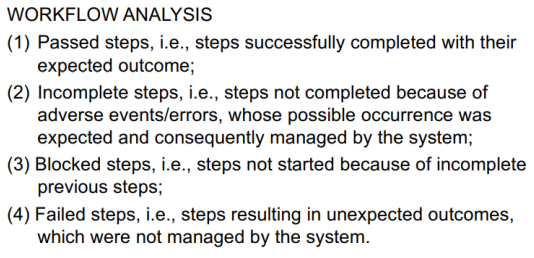 WORKFLOW ANALYSIS
(1) Passed steps, i.e., steps successfully completed with their
expected outcome;
(2) Incomplete steps, i.e., steps not completed because of
adverse events/errors, whose possible occurrence was
expected and consequently managed by the system;
(3) Blocked steps, i.e., steps not started because of incomplete
previous steps;
(4) Failed steps, i.e., steps resulting in unexpected outcomes,
which were not managed by the system.